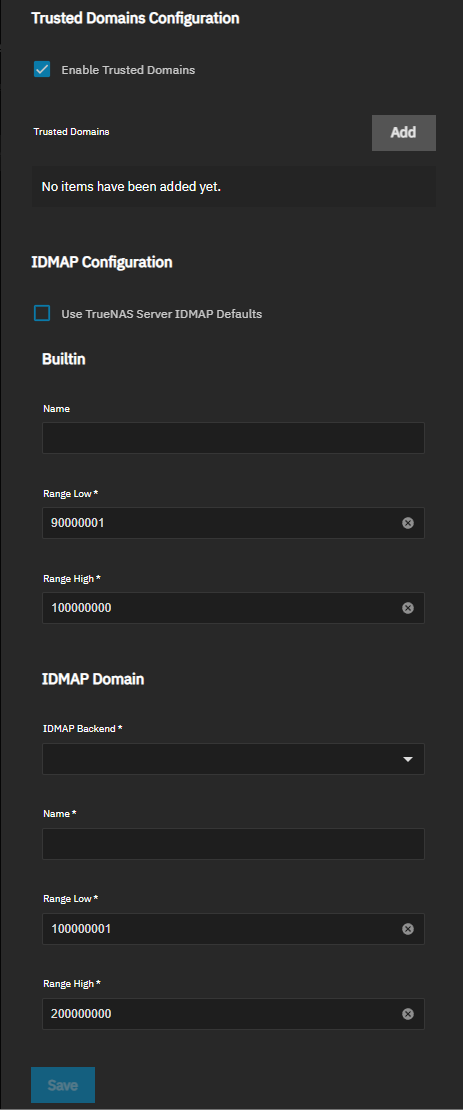 Trusted Domains Configuration
Enable Trusted Domains
Trusted Domains
Add
No items have been added yet.
IDMAP Configuration
Use TrueNAS Server IDMAP Defaults
Builtin
Name
Range Low *
90000001
Range High *
100000000
IDMAP Domain
IDMAP Backend *
Name *
Range Low *
100000001
Range High *
200000000
Save